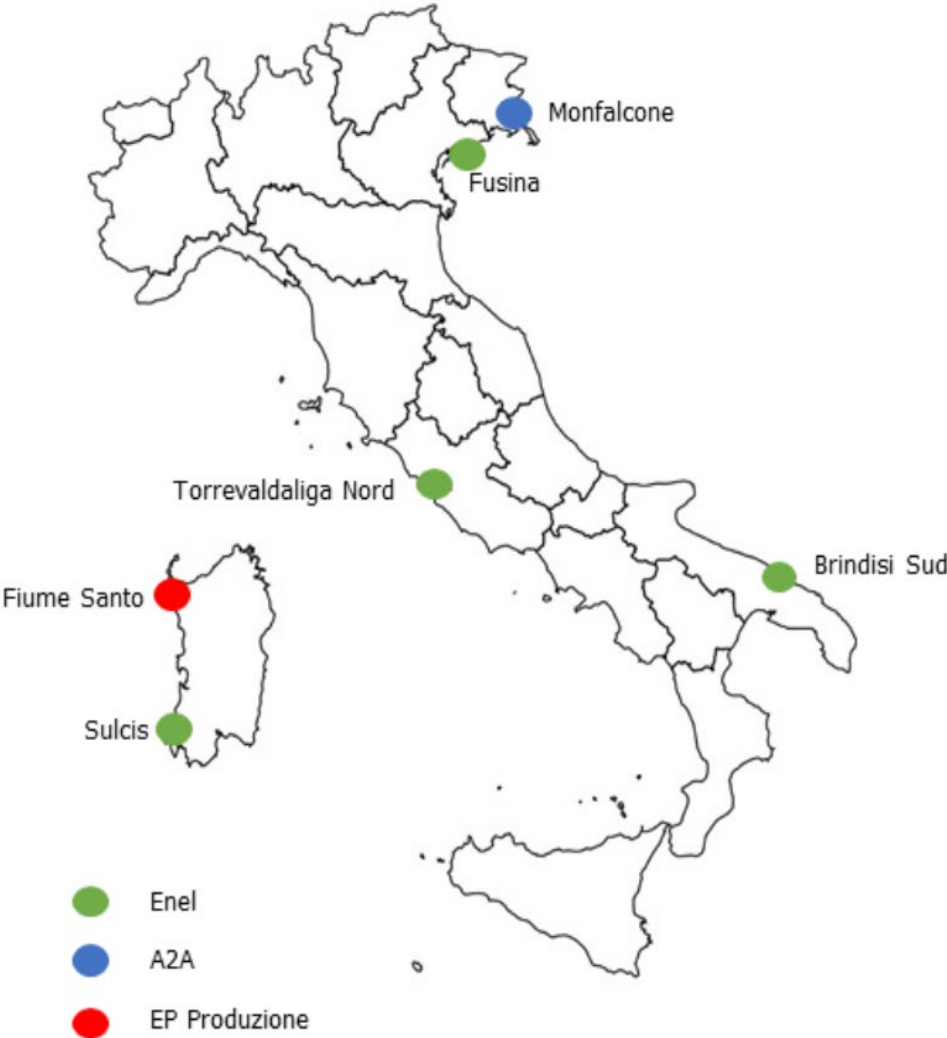 Monfalcone
Fusina
Torrevaldaliga Nord
Brindisi Sud
Fiume Santo
Sulcis
Enel
A2A
EP Produzione